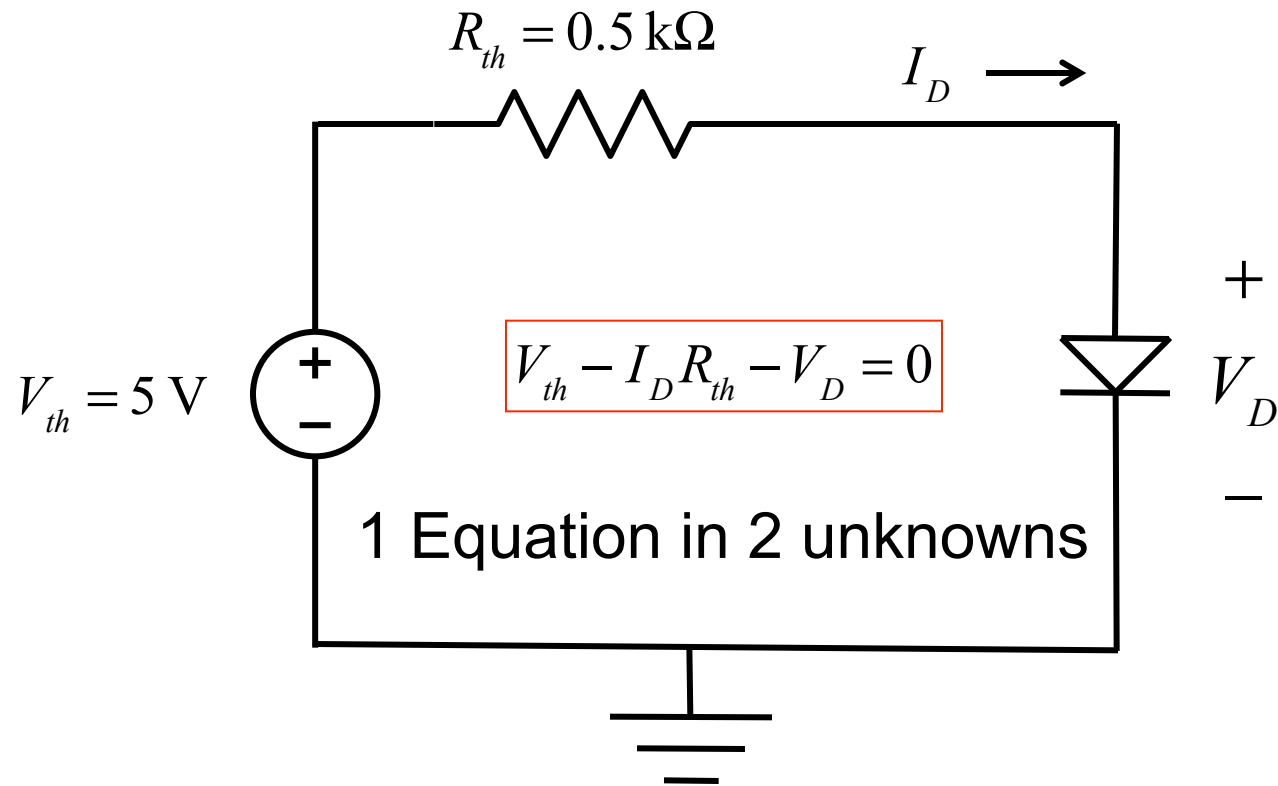 R_th = 0.5 kΩ
I_D
+
V_th = 5 V
+
−
V_th − I_D R_th − V_D = 0
V_D
−
1 Equation in 2 unknowns